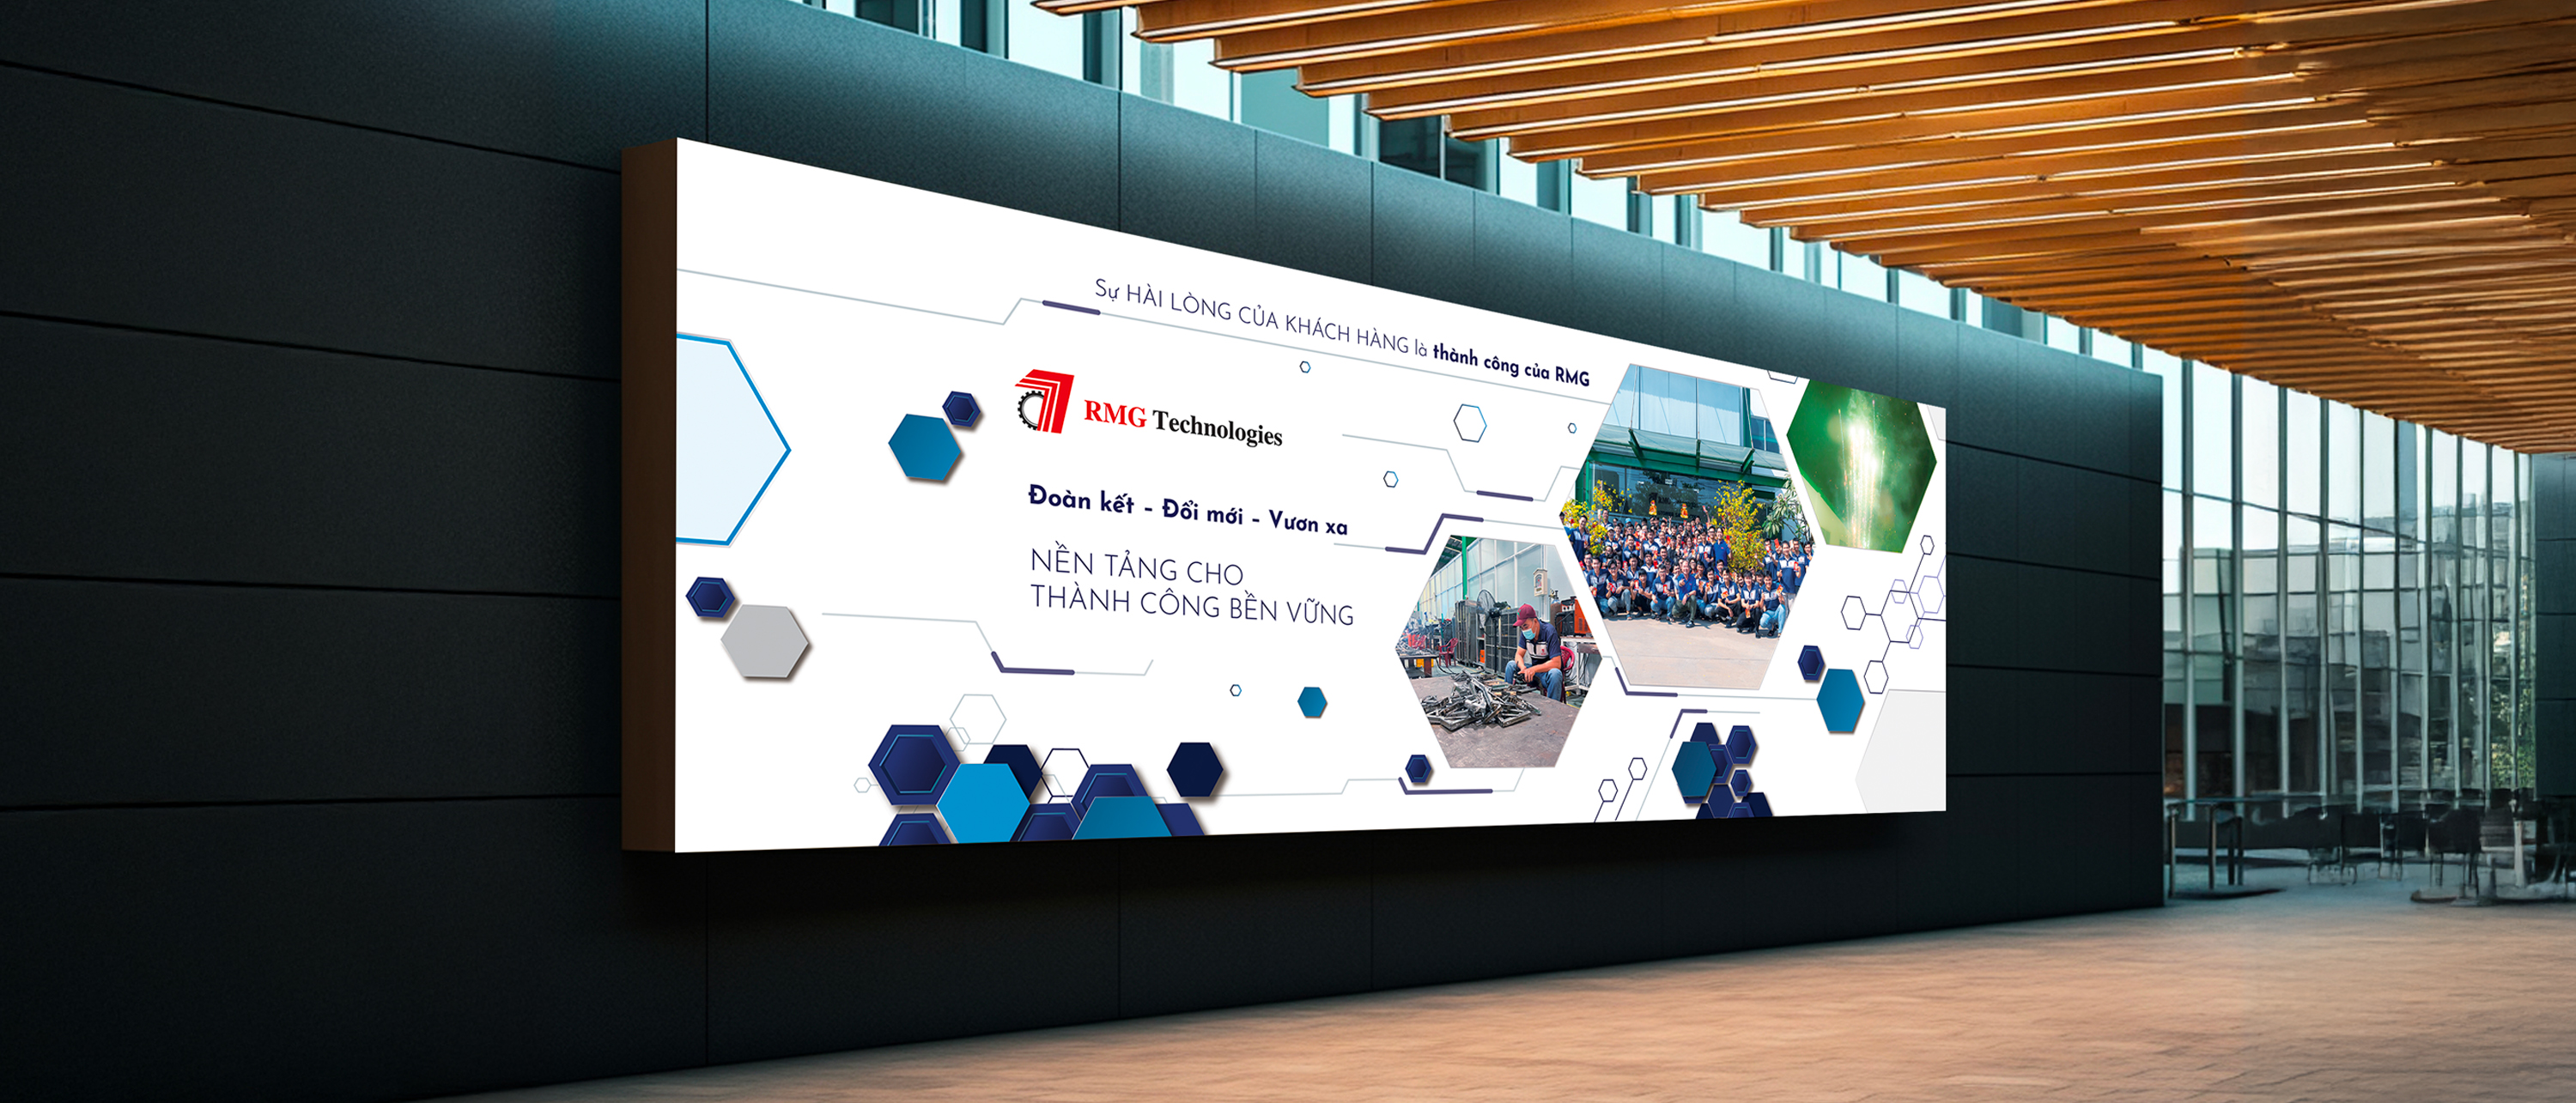 Sự HÀI LÒNG CỦA KHÁCH HÀNG là thành công của RMG
RMG Technologies
Đoàn kết - Đổi mới - Vươn xa
NỀN TẢNG CHO
THÀNH CÔNG BỀN VỮNG